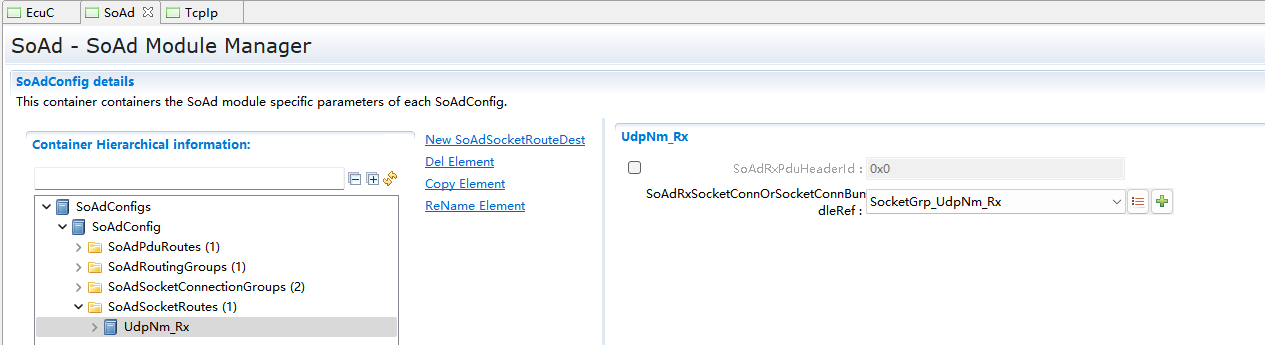 EcuC
SoAd
TcpIp
SoAd - SoAd Module Manager
SoAdConfig details
This container containers the SoAd module specific parameters of each SoAdConfig.
Container Hierarchical information:
SoAdConfigs
SoAdConfig
SoAdPduRoutes (1)
SoAdRoutingGroups (1)
SoAdSocketConnectionGroups (2)
SoAdSocketRoutes (1)
UdpNm_Rx
New SoAdSocketRouteDest
Del Element
Copy Element
ReName Element
UdpNm_Rx
SoAdRxPduHeaderId : 0x0
SoAdRxSocketConnOrSocketConnBun
dleRef : SocketGrp_UdpNm_Rx